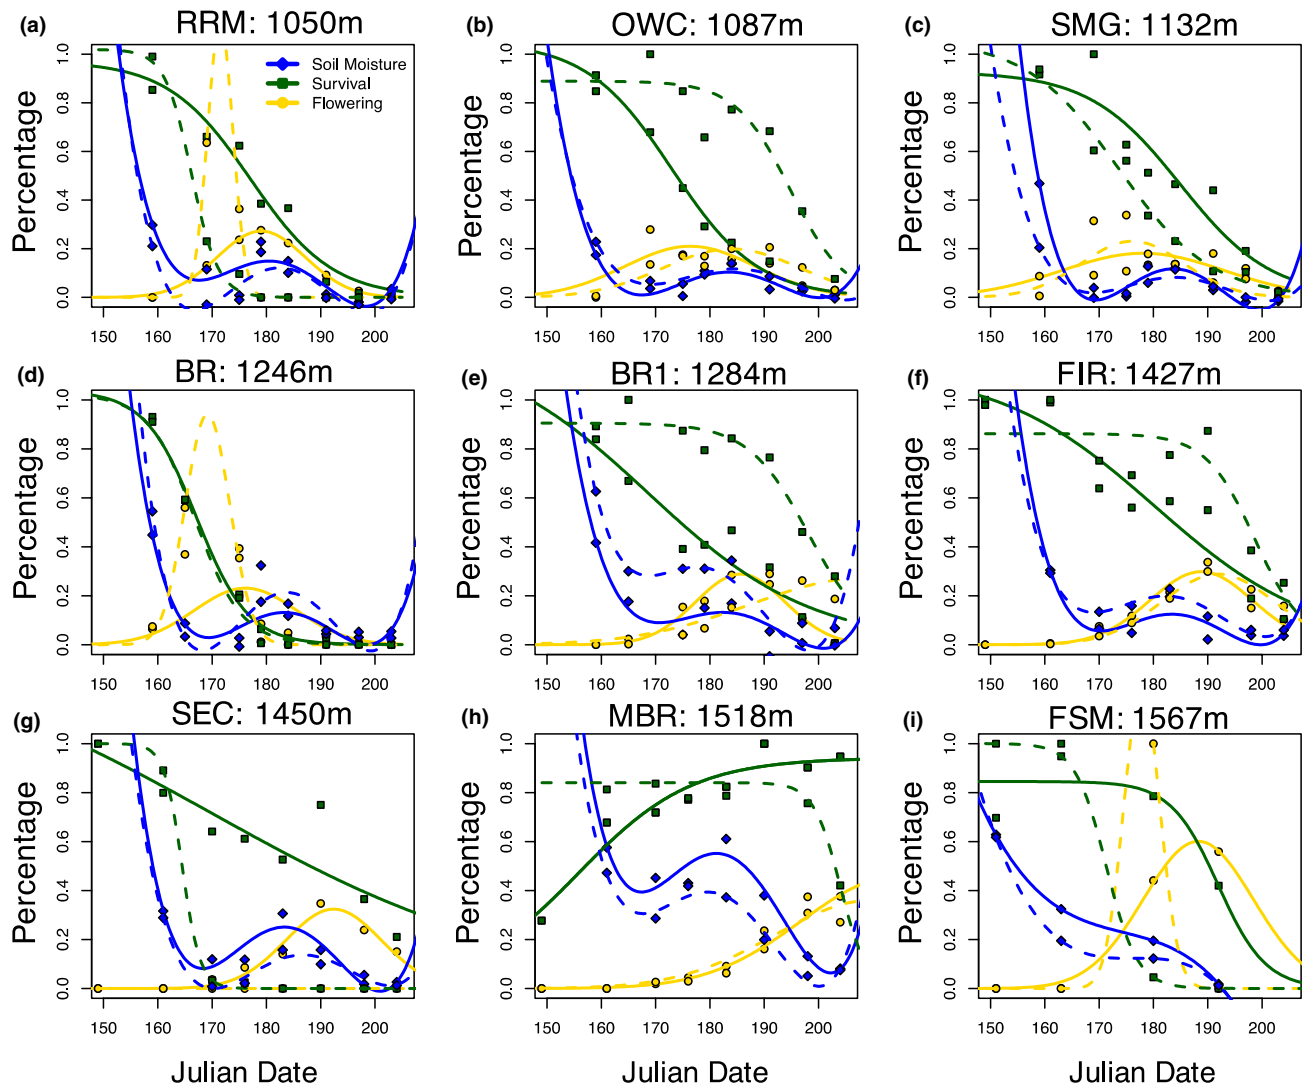 (a) RRM: 1050m
(b) OWC: 1087m
(c) SMG: 1132m
Percentage
0.0 0.2 0.4 0.6 0.8 1.0
Soil Moisture
Survival
Flowering
150 160 170 180 190 200
Percentage
0.0 0.2 0.4 0.6 0.8 1.0
150 160 170 180 190 200
Percentage
0.0 0.2 0.4 0.6 0.8 1.0
150 160 170 180 190 200
(d) BR: 1246m
(e) BR1: 1284m
(f) FIR: 1427m
Percentage
0.0 0.2 0.4 0.6 0.8 1.0
150 160 170 180 190 200
Percentage
0.0 0.2 0.4 0.6 0.8 1.0
150 160 170 180 190 200
Percentage
0.0 0.2 0.4 0.6 0.8 1.0
150 160 170 180 190 200
(g) SEC: 1450m
(h) MBR: 1518m
(i) FSM: 1567m
Percentage
0.0 0.2 0.4 0.6 0.8 1.0
150 160 170 180 190 200
Julian Date
Percentage
0.0 0.2 0.4 0.6 0.8 1.0
150 160 170 180 190 200
Julian Date
Percentage
0.0 0.2 0.4 0.6 0.8 1.0
150 160 170 180 190 200
Julian Date